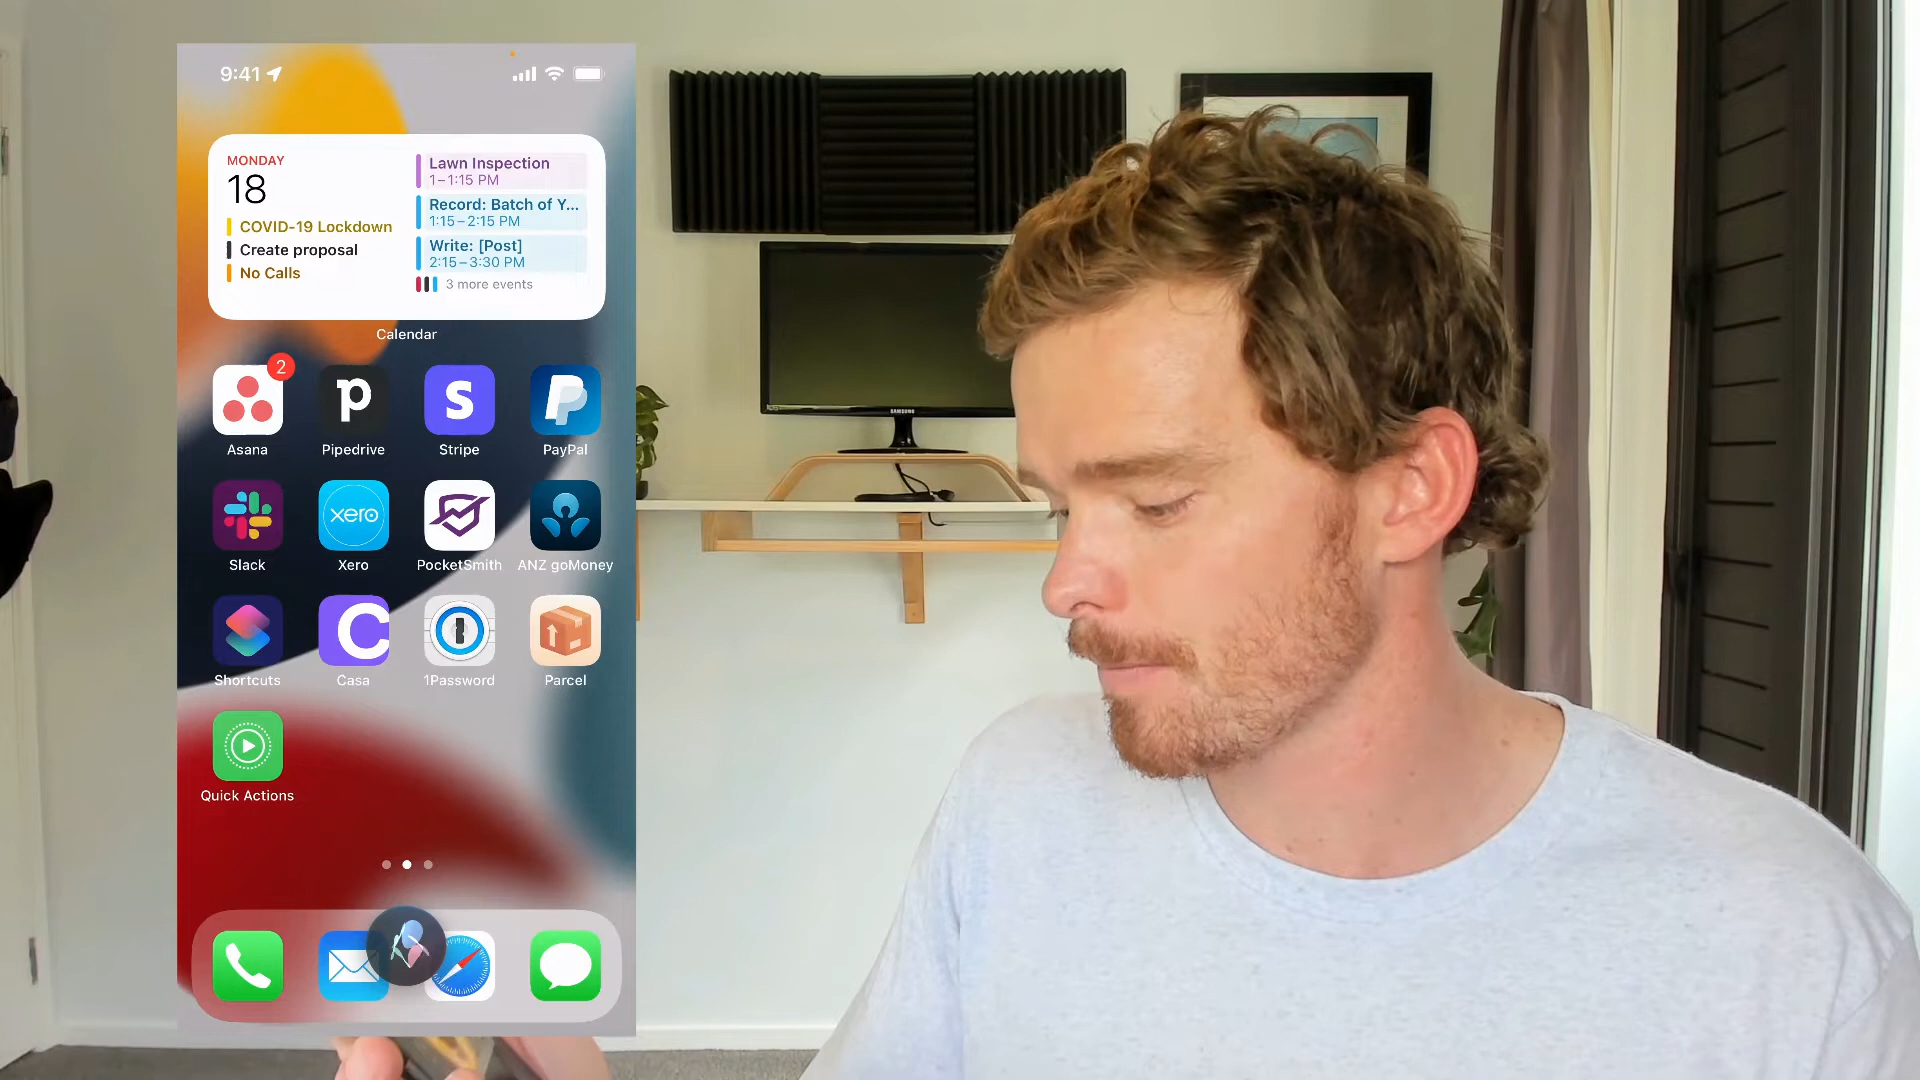 9:41
MONDAY
18
COVID-19 Lockdown
Create proposal
No Calls
Lawn Inspection
1–1:15 PM
Record: Batch of Y...
1:15–2:15 PM
Write: [Post]
2:15–3:30 PM
3 more events
Calendar
2
p
S
Asana
Pipedrive
Stripe
PayPal
xero
Slack
Xero
PocketSmith
ANZ goMoney
C
Shortcuts
Casa
1Password
Parcel
Quick Actions
SAMSUNG